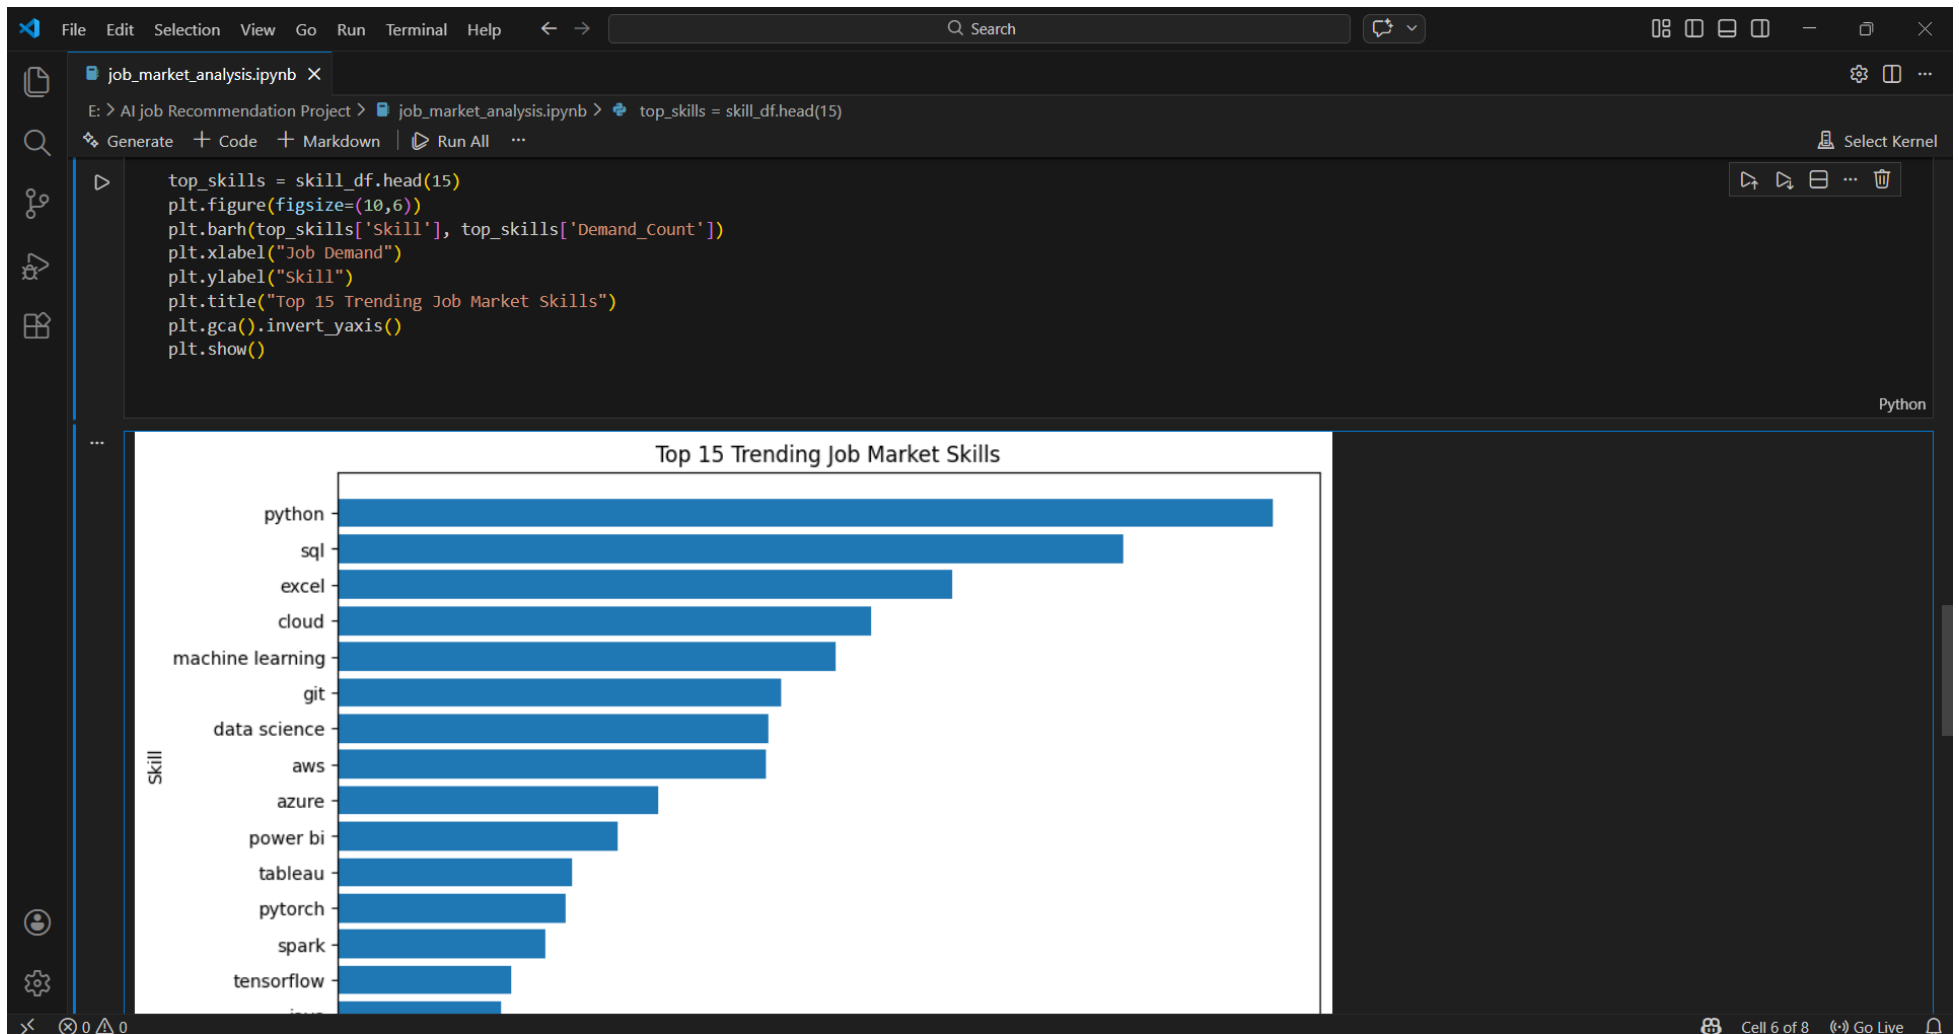 File Edit Selection View Go Run Terminal Help Search
job_market_analysis.ipynb
E: > AI job Recommendation Project > job_market_analysis.ipynb > top_skills = skill_df.head(15)
Generate + Code + Markdown Run All ... Select Kernel
top_skills = skill_df.head(15)
plt.figure(figsize=(10,6))
plt.barh(top_skills['Skill'], top_skills['Demand_Count'])
plt.xlabel("Job Demand")
plt.ylabel("Skill")
plt.title("Top 15 Trending Job Market Skills")
plt.gca().invert_yaxis()
plt.show()
Python
Top 15 Trending Job Market Skills
python
sql
excel
cloud
machine learning
git
data science
aws
azure
power bi
tableau
pytorch
spark
tensorflow
Skill
0 0 Cell 6 of 8 Go Live